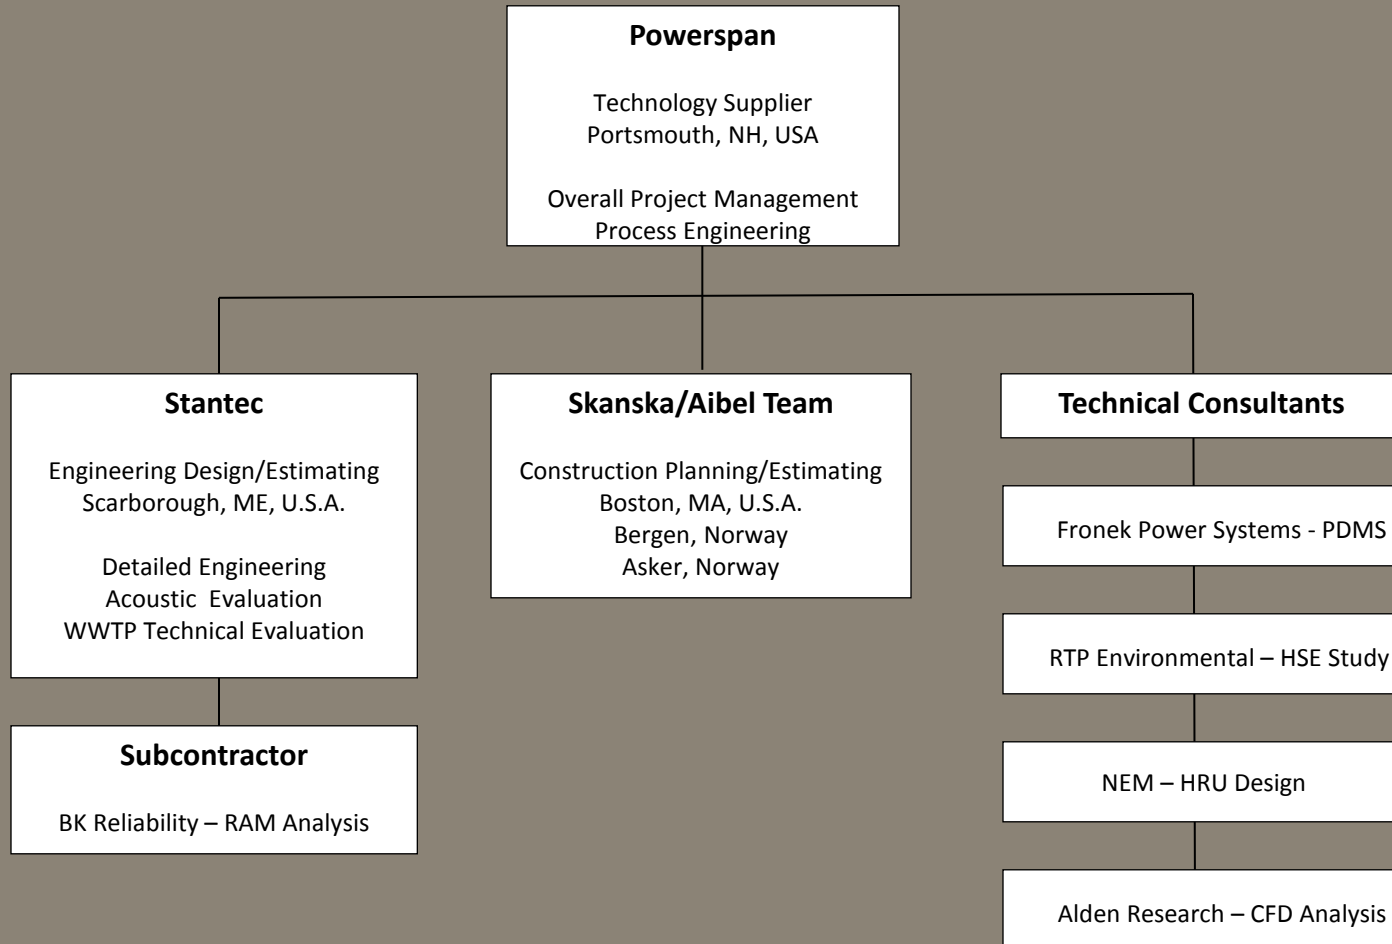 Powerspan
Technology Supplier
Portsmouth, NH, USA
Overall Project Management
Process Engineering
Stantec
Engineering Design/Estimating
Scarborough, ME, U.S.A.
Detailed Engineering
Acoustic  Evaluation
WWTP Technical Evaluation
Subcontractor
BK Reliability – RAM Analysis
Skanska/Aibel Team
Construction Planning/Estimating
Boston, MA, U.S.A.
Bergen, Norway
Asker, Norway
Technical Consultants
Fronek Power Systems - PDMS
RTP Environmental – HSE Study
NEM – HRU Design
Alden Research – CFD Analysis